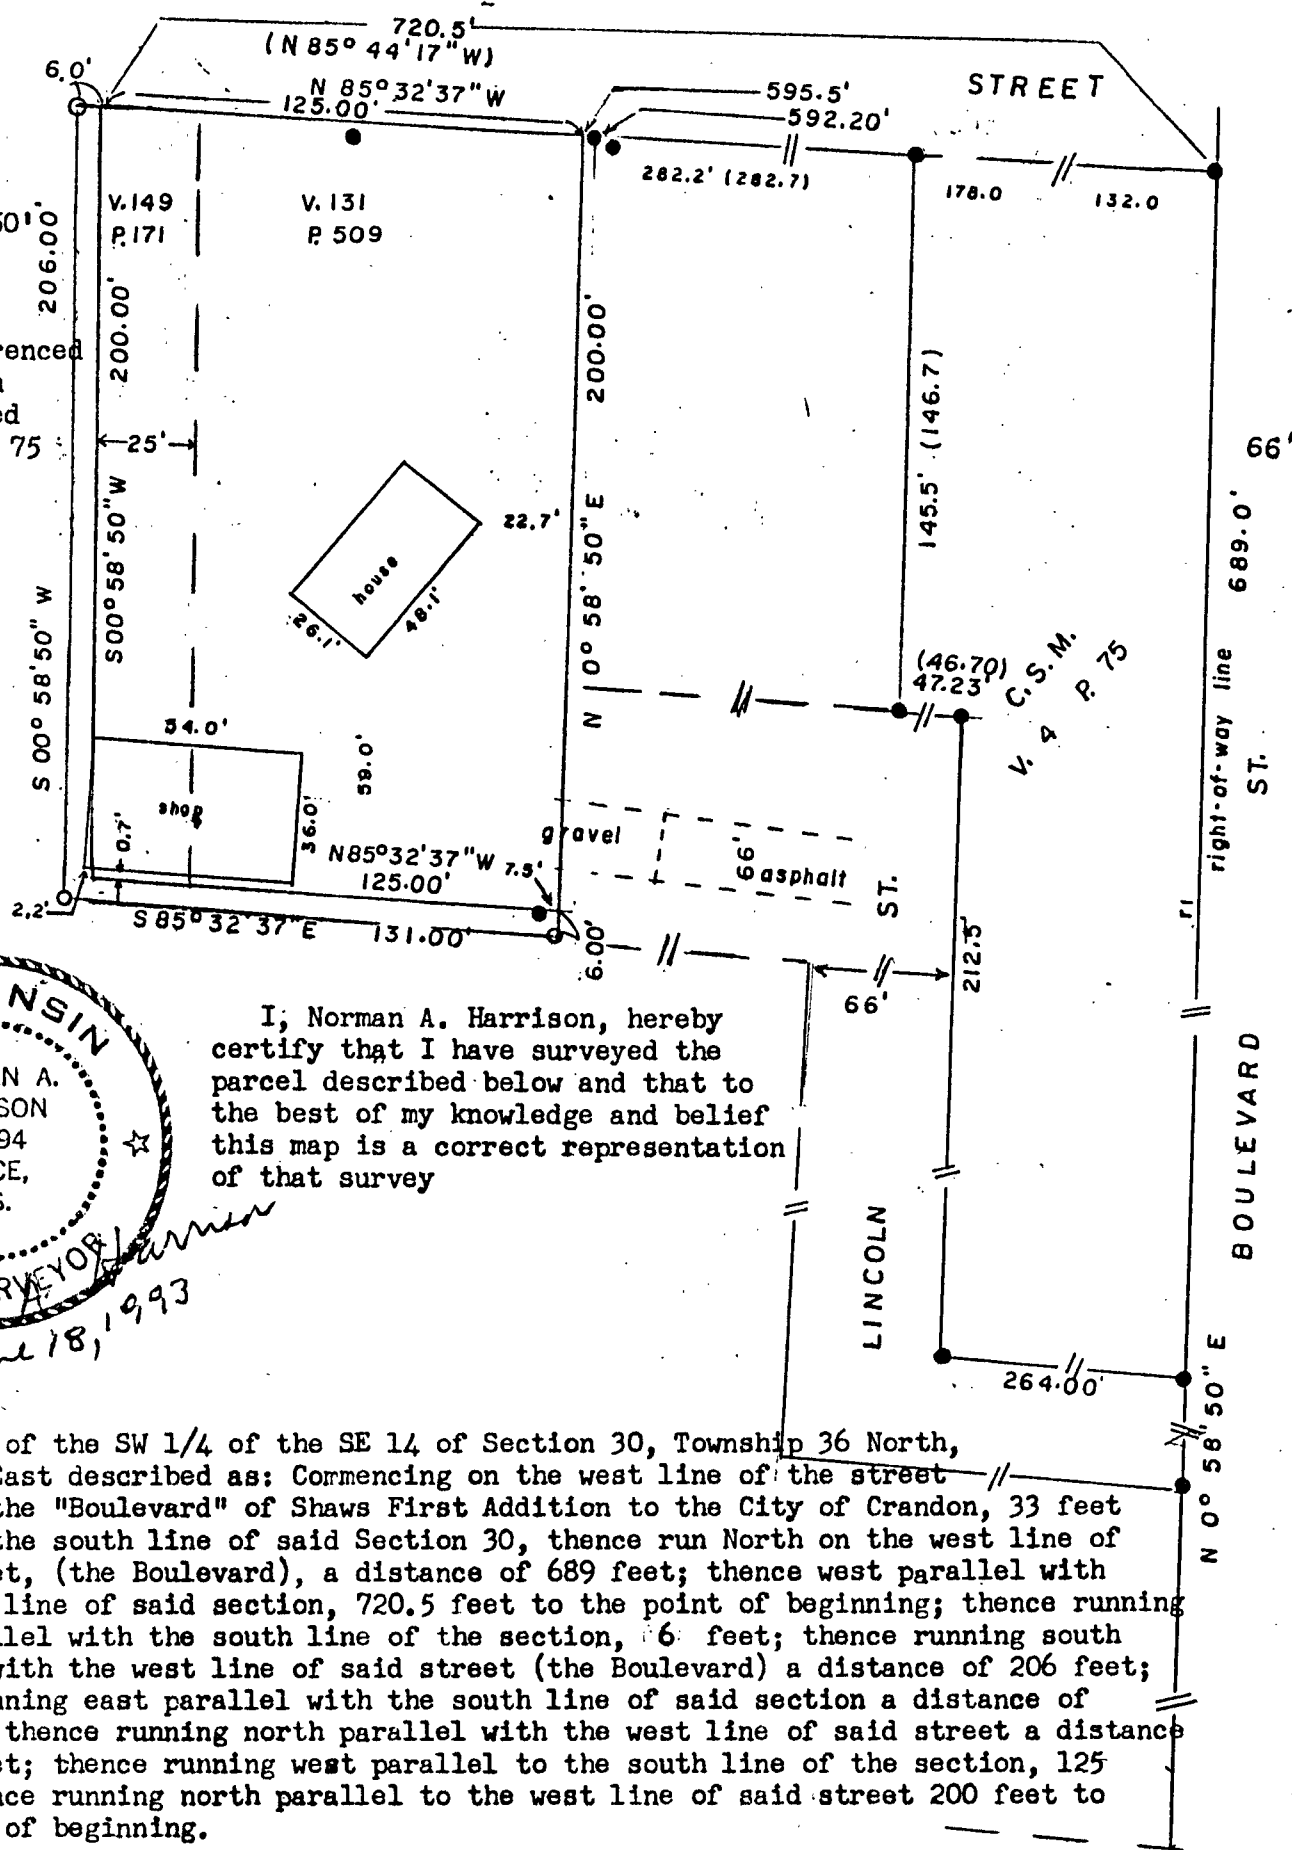 720.5'
(N 85° 44'17"W)
6.0'
N 85° 32'37"W
125.00'
595.5'
592.20'
STREET
282.2' (282.7)
178.0
132.0
V.149
P.171
V. 131
P. 509
206.00'
200.00'
200.00'
renced
ed
75
25'
145.5' (146.7)
66'
689.0'
S00°58'50"W
S 00°58'50" W
22.7'
house
26.1'
48.1'
N 0° 58' 50" E
(46.70)
47.23'
C. S. M.
V. 4 P. 75
right-of-way line
ST.
34.0'
shop
36.0'
59.0'
0.7'
gravel
66'
asphalt
N85°32'37"W
125.00'
7.5'
2.2'
S 85°32'37"E
131.00'
6.00'
ST.
66'
212.5'
LINCOLN
BOULEVARD
264.00'
N 0° 58' 50" E
NSIN
N A.
SON
94
CE,
S.
RVEYOR
Harrison
18, 1993
I, Norman A. Harrison, hereby
certify that I have surveyed the
parcel described below and that to
the best of my knowledge and belief
this map is a correct representation
of that survey
of the SW 1/4 of the SE 14 of Section 30, Township 36 North,
East described as: Commencing on the west line of the street
the "Boulevard" of Shaws First Addition to the City of Crandon, 33 feet
the south line of said Section 30, thence run North on the west line of
et, (the Boulevard), a distance of 689 feet; thence west parallel with
line of said section, 720.5 feet to the point of beginning; thence running
llel with the south line of the section, 6 feet; thence running south
with the west line of said street (the Boulevard) a distance of 206 feet;
nning east parallel with the south line of said section a distance of
thence running north parallel with the west line of said street a distance
et; thence running west parallel to the south line of the section, 125
nce running north parallel to the west line of said street 200 feet to
of beginning.